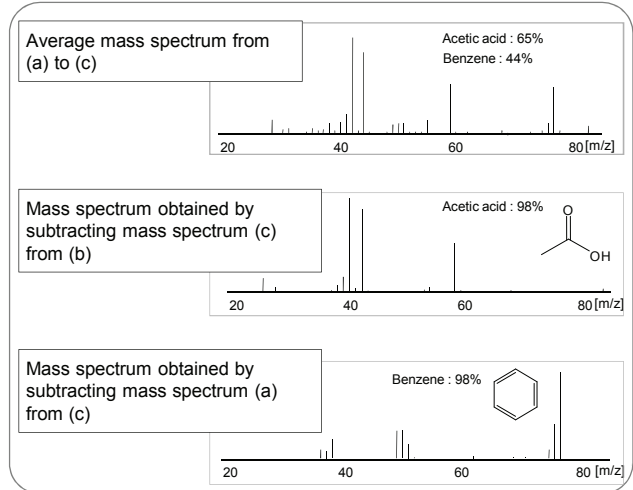 Average mass spectrum from
(a) to (c)
Acetic acid : 65%
Benzene : 44%
20 40 60 80 [m/z]
Mass spectrum obtained by
subtracting mass spectrum (c)
from (b)
Acetic acid : 98%
O
OH
20 40 60 80 [m/z]
Mass spectrum obtained by
subtracting mass spectrum (a)
from (c)
Benzene : 98%
20 40 60 80 [m/z]